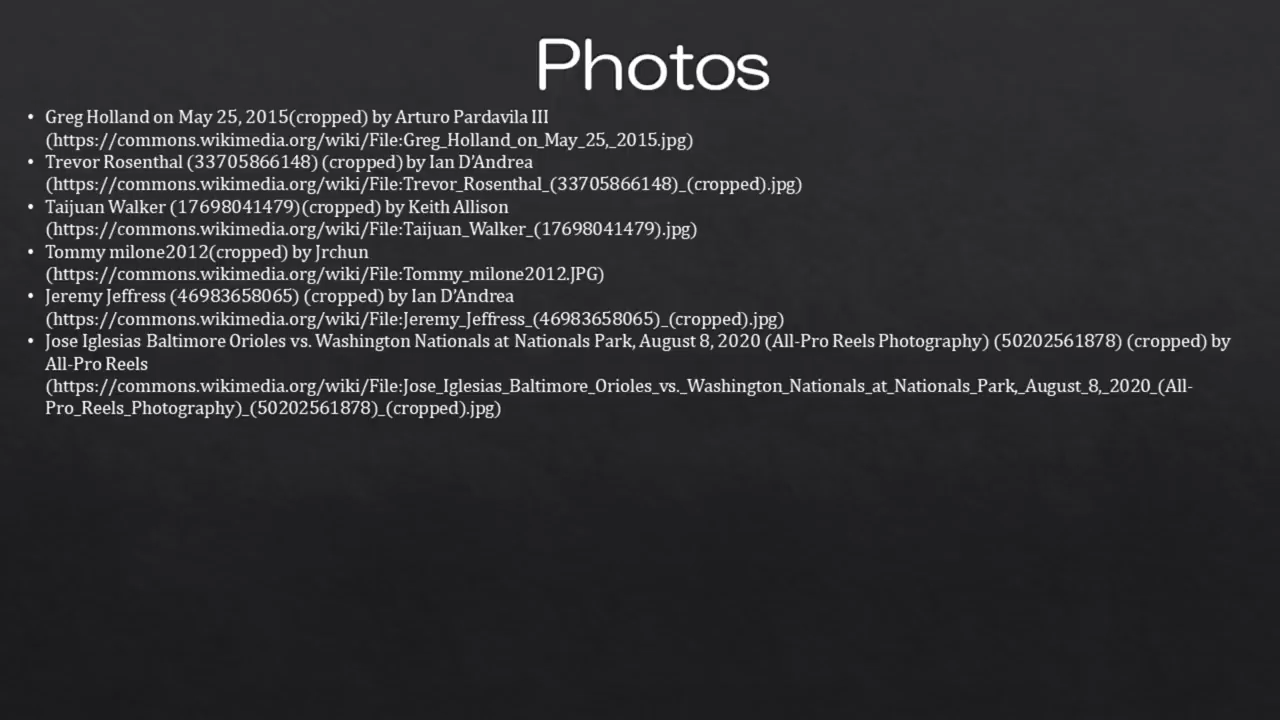 Photos
• Greg Holland on May 25, 2015(cropped) by Arturo Pardavila III
(https://commons.wikimedia.org/wiki/File:Greg_Holland_on_May_25,_2015.jpg)
• Trevor Rosenthal (33705866148) (cropped) by Ian D’Andrea
(https://commons.wikimedia.org/wiki/File:Trevor_Rosenthal_(33705866148)_(cropped).jpg)
• Taijuan Walker (17698041479)(cropped) by Keith Allison
(https://commons.wikimedia.org/wiki/File:Taijuan_Walker_(17698041479).jpg)
• Tommy milone2012(cropped) by Jrchun
(https://commons.wikimedia.org/wiki/File:Tommy_milone2012.JPG)
• Jeremy Jeffress (46983658065) (cropped) by Ian D’Andrea
(https://commons.wikimedia.org/wiki/File:Jeremy_Jeffress_(46983658065)_(cropped).jpg)
• Jose Iglesias Baltimore Orioles vs. Washington Nationals at Nationals Park, August 8, 2020 (All-Pro Reels Photography) (50202561878) (cropped) by
All-Pro Reels
(https://commons.wikimedia.org/wiki/File:Jose_Iglesias_Baltimore_Orioles_vs._Washington_Nationals_at_Nationals_Park,_August_8,_2020_(All-
Pro_Reels_Photography)_(50202561878)_(cropped).jpg)